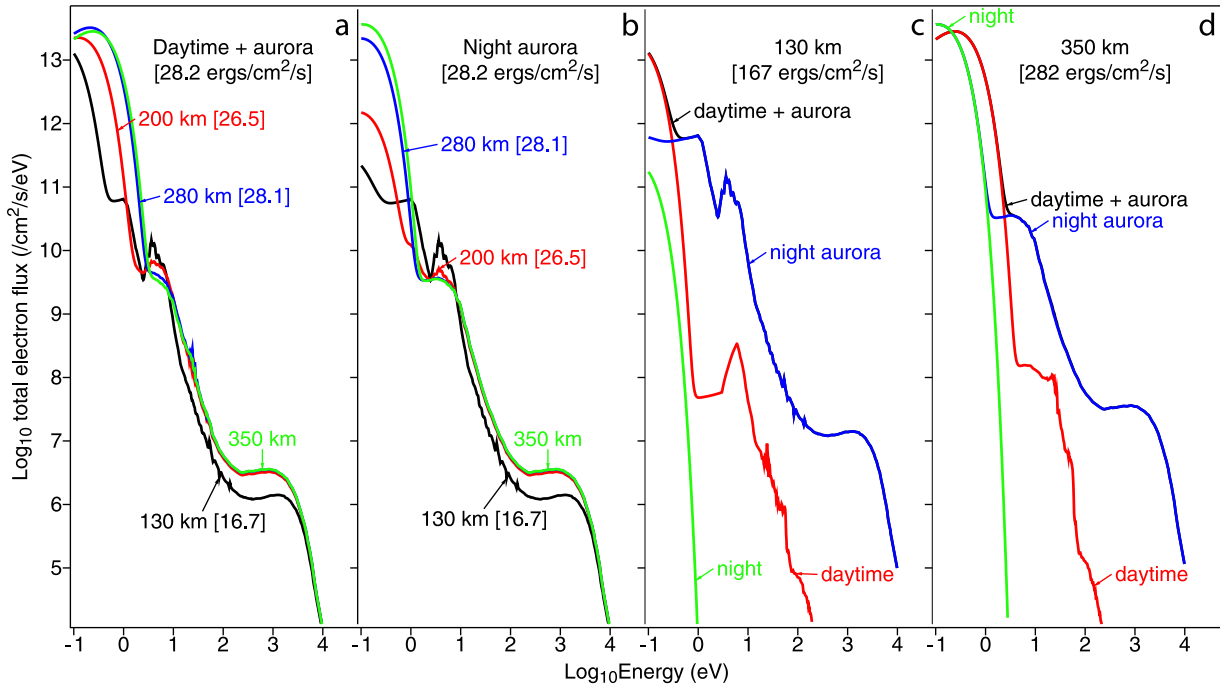 a
Daytime + aurora
[28.2 ergs/cm²/s]
200 km [26.5]
280 km [28.1]
350 km
130 km [16.7]
b
Night aurora
[28.2 ergs/cm²/s]
280 km [28.1]
200 km [26.5]
350 km
130 km [16.7]
c
130 km
[167 ergs/cm²/s]
daytime + aurora
night aurora
night
daytime
d
night
350 km
[282 ergs/cm²/s]
daytime + aurora
night aurora
daytime
Log₁₀ total electron flux (/cm²/s/eV)
13
12
11
10
9
8
7
6
5
-1 0 1 2 3 4
-1 0 1 2 3 4
-1 0 1 2 3 4
-1 0 1 2 3 4
Log₁₀Energy (eV)